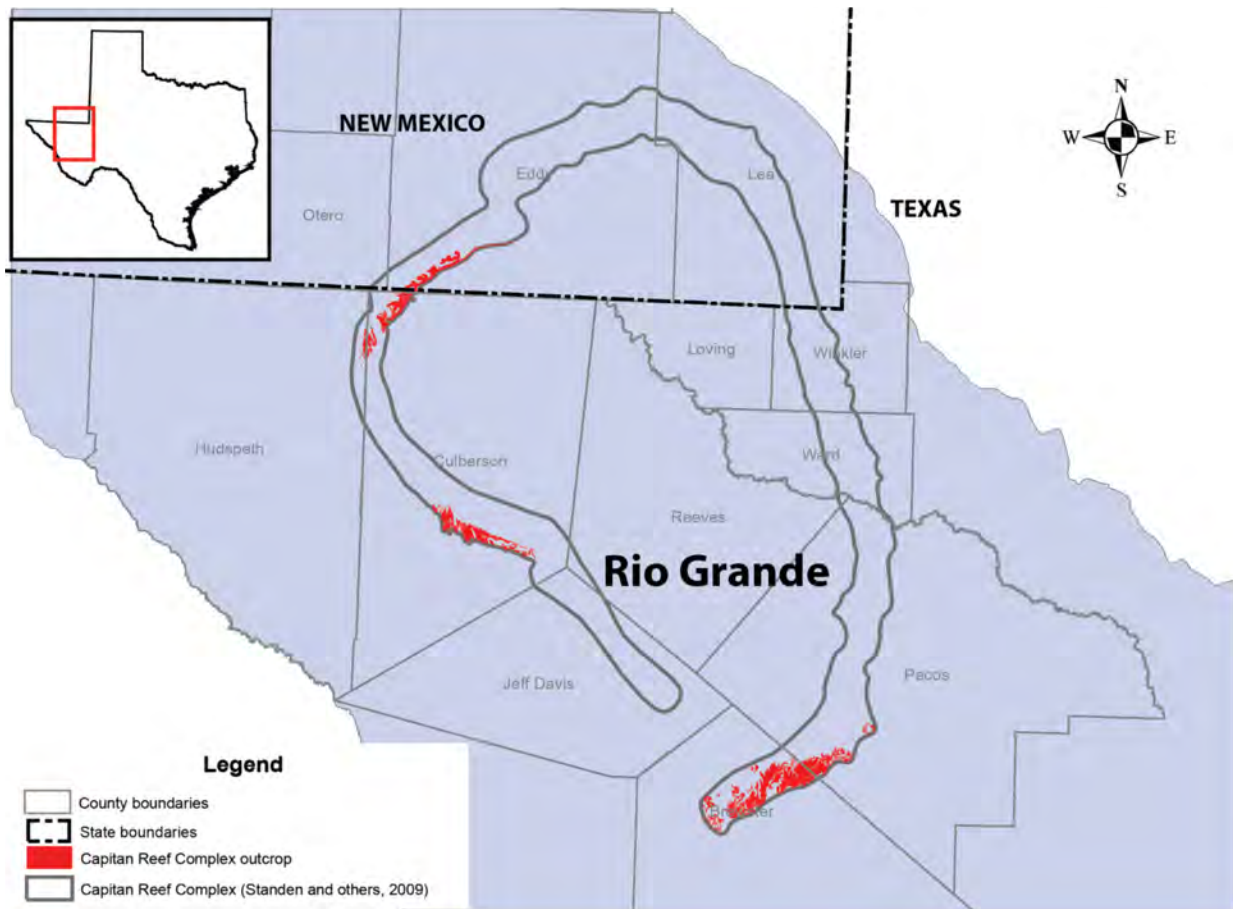 N
W E
S
NEW MEXICO
Eddy
Lea
TEXAS
Otero
Loving
Winkler
Hudspeth
Culberson
Ward
Reeves
Rio Grande
Jeff Davis
Pecos
Brewster
Legend
County boundaries
State boundaries
Capitan Reef Complex outcrop
Capitan Reef Complex (Standen and others, 2009)